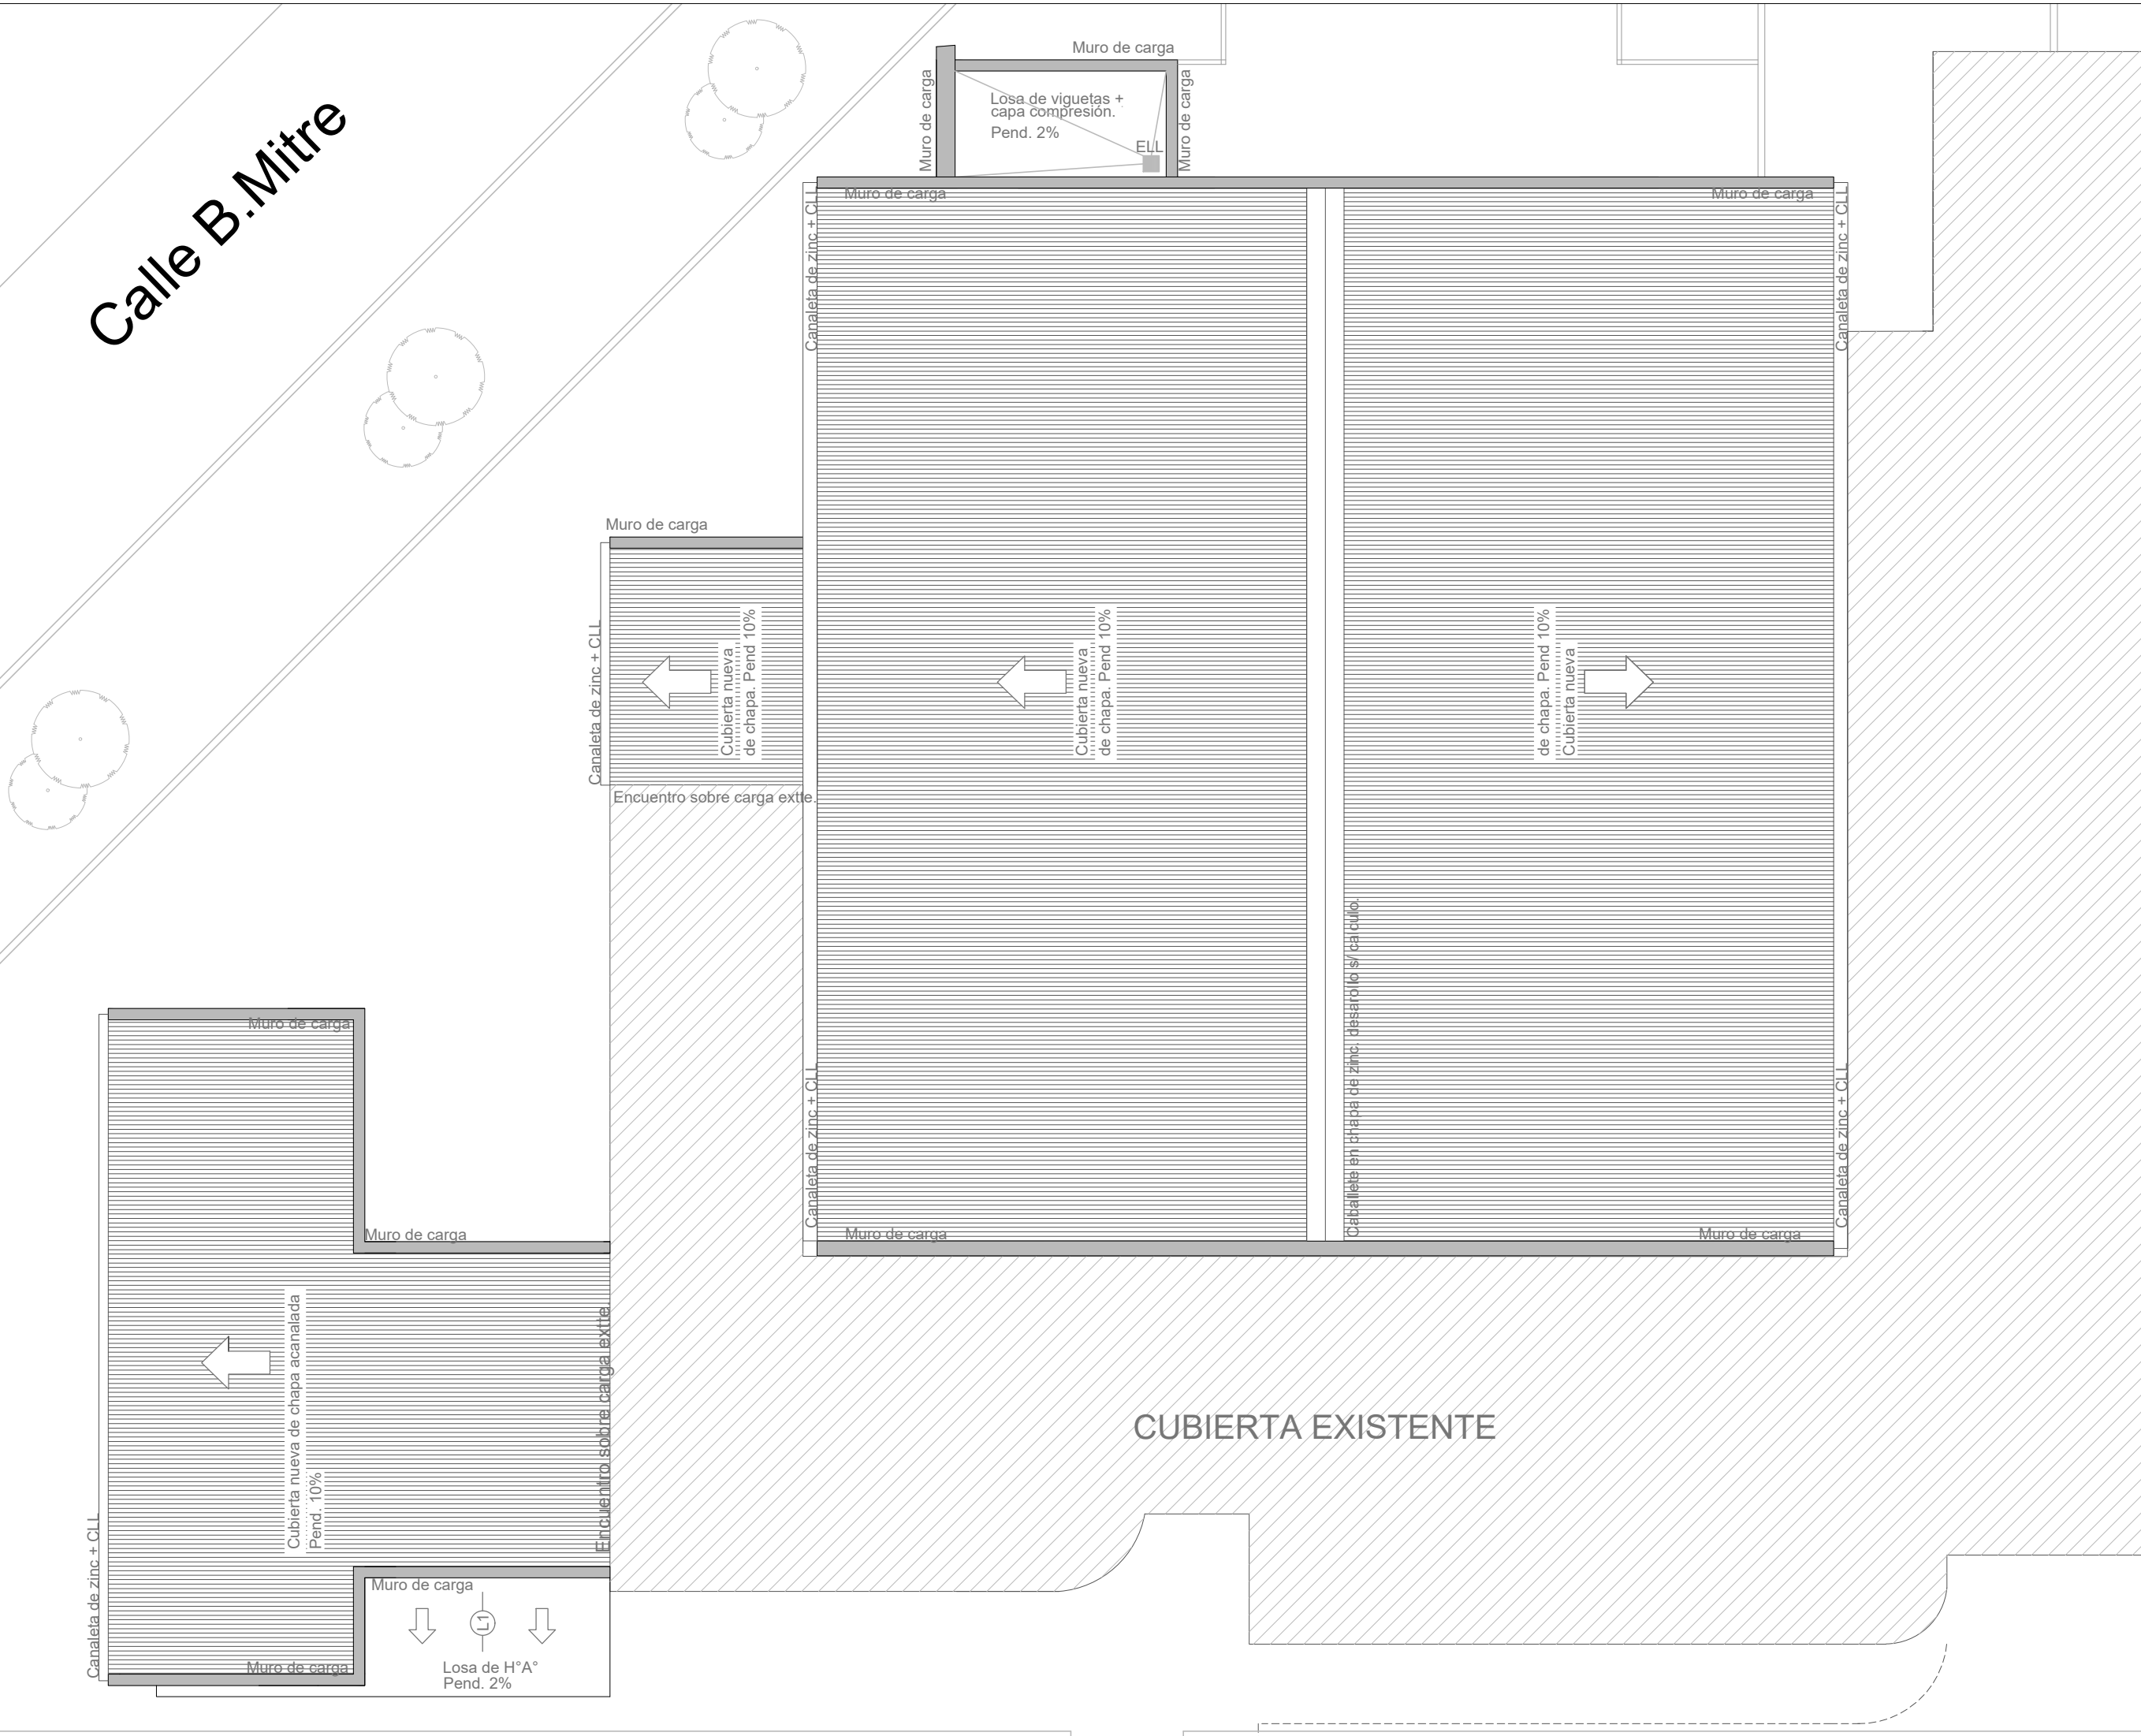 Calle B.Mitre
Muro de carga
Muro de carga
Muro de carga
Losa de viguetas +
capa compresión.
Pend. 2%
ELL
Muro de carga
Muro de carga
Canaleta de zinc + CLL
Canaleta de zinc + CLL
Muro de carga
Canaleta de zinc + CLL
Cubierta nueva
de chapa. Pend 10%
Cubierta nueva
de chapa. Pend 10%
de chapa. Pend 10%
Cubierta nueva
Encuentro sobre carga extte.
Caballete en chapa de zinc. desarollo s/ calculo.
Canaleta de zinc + CLL
Canaleta de zinc + CLL
Muro de carga
Muro de carga
Muro de carga
Muro de carga
Cubierta nueva de chapa acanalada
Pend. 10%
Encuentro sobre carga extte.
CUBIERTA EXISTENTE
Canaleta de zinc + CLL
Muro de carga
L1
Muro de carga
Losa de H°A°
Pend. 2%